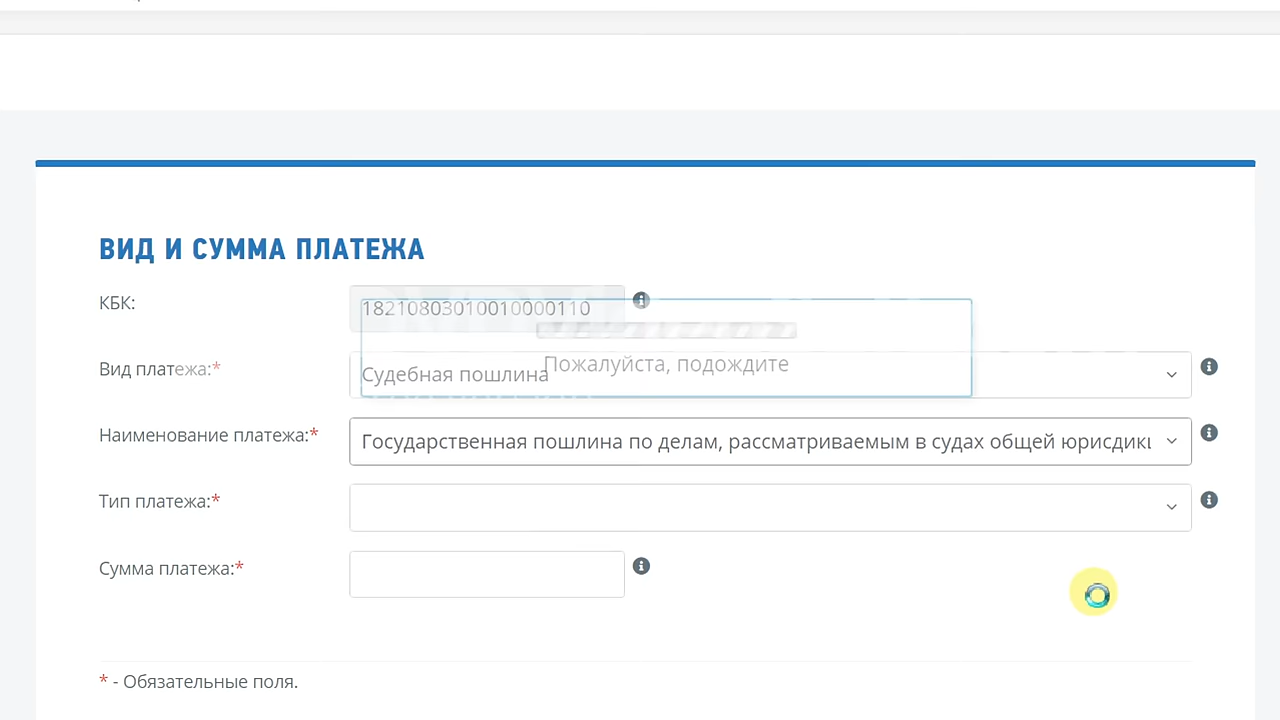 ВИД И СУММА ПЛАТЕЖА
КБК:
18210803010010000110
Пожалуйста, подождите
Вид платежа:*
Судебная пошлина
Наименование платежа:*
Государственная пошлина по делам, рассматриваемым в судах общей юрисдикц
Тип платежа:*
Сумма платежа:*
* - Обязательные поля.